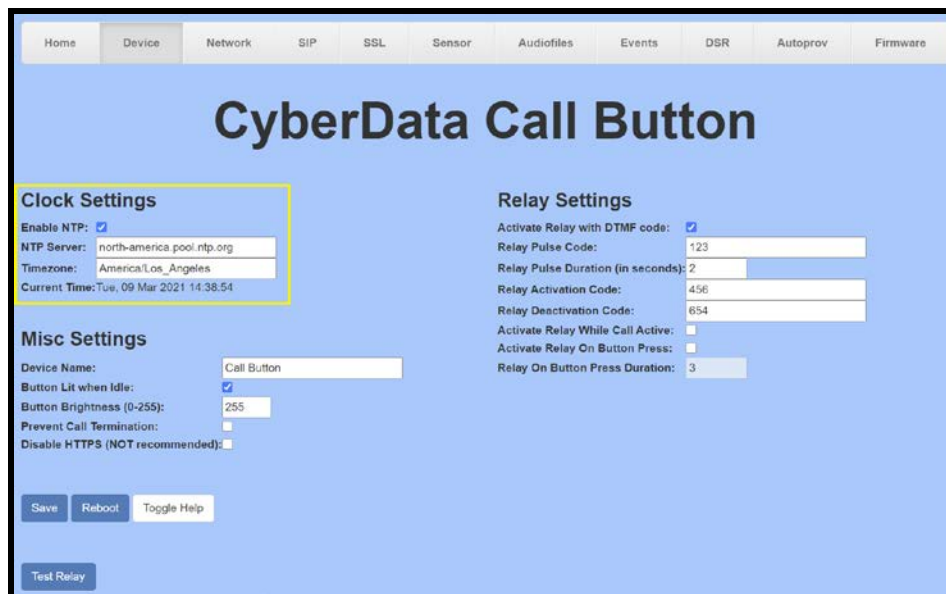 Home Device Network SIP SSL Sensor Audiofiles Events DSR Autoprov Firmware
CyberData Call Button
Clock Settings
Enable NTP:
NTP Server: north-america.pool.ntp.org
Timezone: America/Los_Angeles
Current Time:Tue, 09 Mar 2021 14:38:54
Misc Settings
Device Name: Call Button
Button Lit when Idle:
Button Brightness (0-255): 255
Prevent Call Termination:
Disable HTTPS (NOT recommended):
Save Reboot Toggle Help
Test Relay
Relay Settings
Activate Relay with DTMF code:
Relay Pulse Code: 123
Relay Pulse Duration (in seconds): 2
Relay Activation Code: 456
Relay Deactivation Code: 654
Activate Relay While Call Active:
Activate Relay On Button Press:
Relay On Button Press Duration: 3